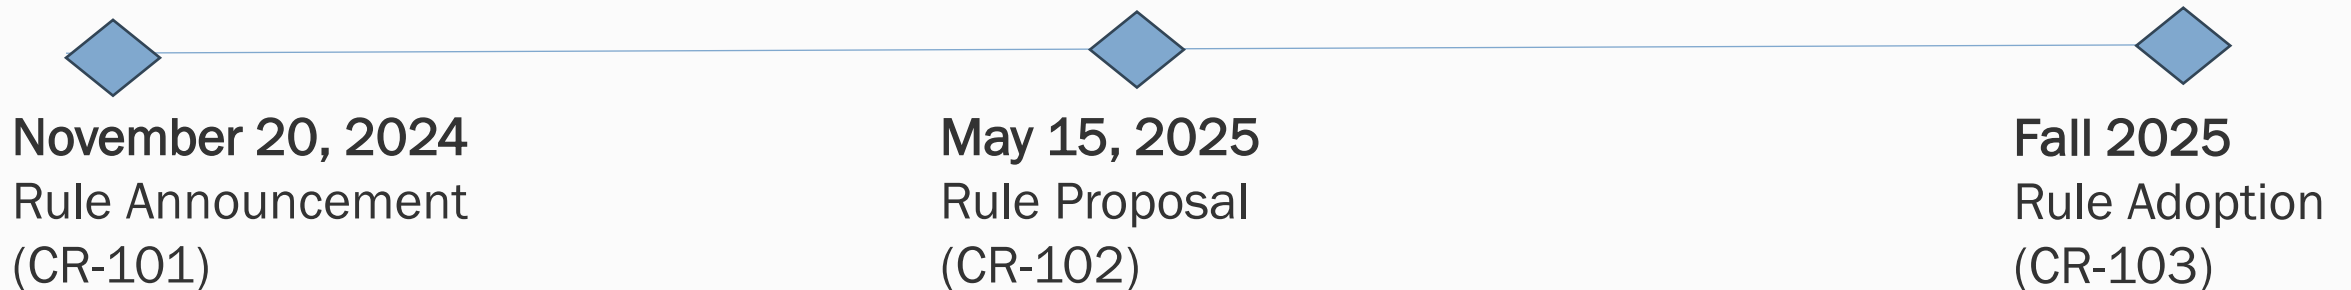 November 20, 2024
Rule Announcement
(CR-101)
May 15, 2025
Rule Proposal
(CR-102)
Fall 2025
Rule Adoption
(CR-103)